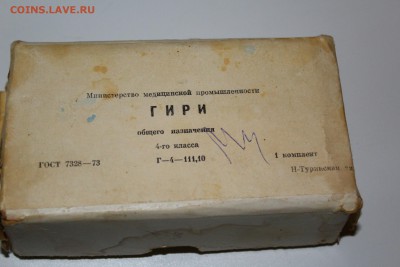 COINS.LAVE.RU
Министерство медицинской промышленности
ГИРИ
общего назначения
4-го класса
ГОСТ 7328—73
Г—4—111,10
1 комплект